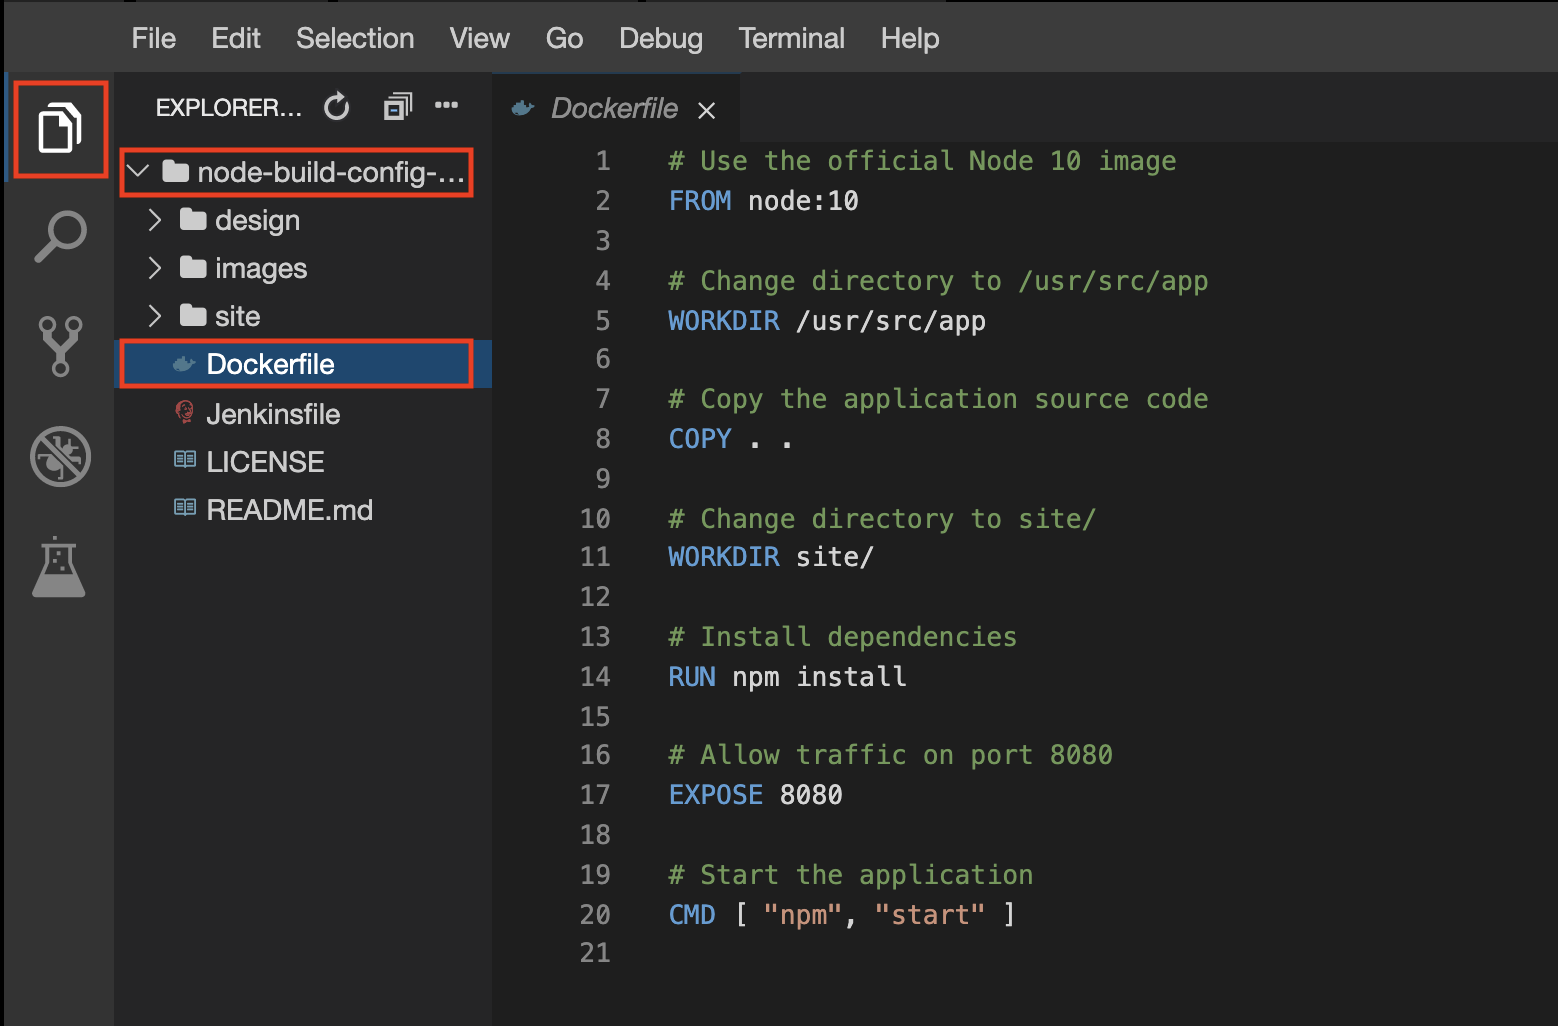 File Edit Selection View Go Debug Terminal Help
EXPLORER...
node-build-config-...
design
images
site
Dockerfile
Jenkinsfile
LICENSE
README.md
Dockerfile
1 # Use the official Node 10 image
2 FROM node:10
3
4 # Change directory to /usr/src/app
5 WORKDIR /usr/src/app
6
7 # Copy the application source code
8 COPY . .
9
10 # Change directory to site/
11 WORKDIR site/
12
13 # Install dependencies
14 RUN npm install
15
16 # Allow traffic on port 8080
17 EXPOSE 8080
18
19 # Start the application
20 CMD [ "npm", "start" ]
21